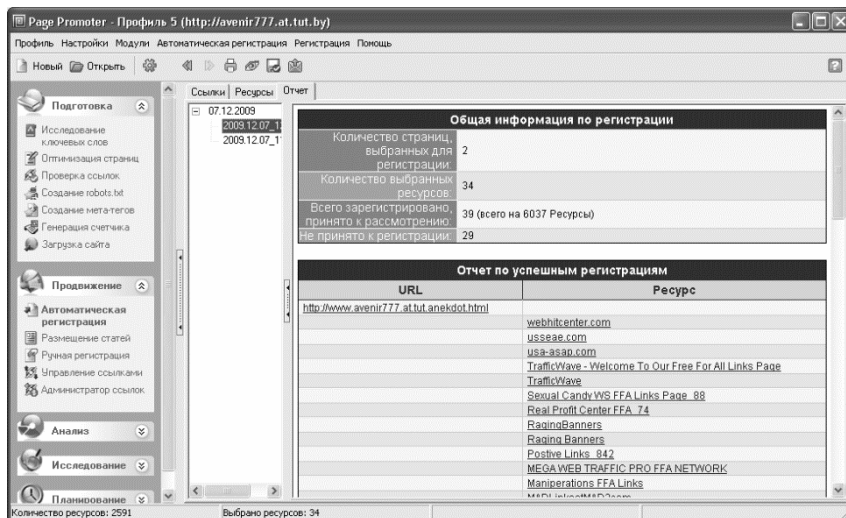 Page Promoter - Профиль 5 (http://avenir777.at.tut.by)
Профиль Настройки Модули Автоматическая регистрация Регистрация Помощь
Новый Открыть
Подготовка
Исследование
ключевых слов
Оптимизация страниц
Проверка ссылок
Создание robots.txt
Создание мета-тегов
Генерация счетчика
Загрузка сайта
Продвижение
Автоматическая
регистрация
Размещение статей
Ручная регистрация
Управление ссылками
Администратор ссылок
Анализ
Исследование
Планирование
Ссылки Ресурсы Отчет
07.12.2009
2009.12.07_1
2009.12.07_1
Общая информация по регистрации
Количество страниц,
выбранных для
регистрации:
2
Количество выбранных
ресурсов:
34
Всего зарегистрировано,
принято к рассмотрению:
39 (всего на 6037 Ресурсы)
Не принято к регистрации:
29
Отчет по успешным регистрациям
URL Ресурс
http://www.avenir777.at.tut.anekdot.html
webhitcenter.com
usseae.com
usa-asap.com
TrafficWave - Welcome To Our Free For All Links Page
TrafficWave
Sexual Candy WS FFA Links Page 88
Real Profit Center FFA 74
RagingBanners
Raging Banners
Postive Links 842
MEGA WEB TRAFFIC PRO FFA NETWORK
Maniperations FFA Links
Количество ресурсов: 2591 Выбрано ресурсов: 34